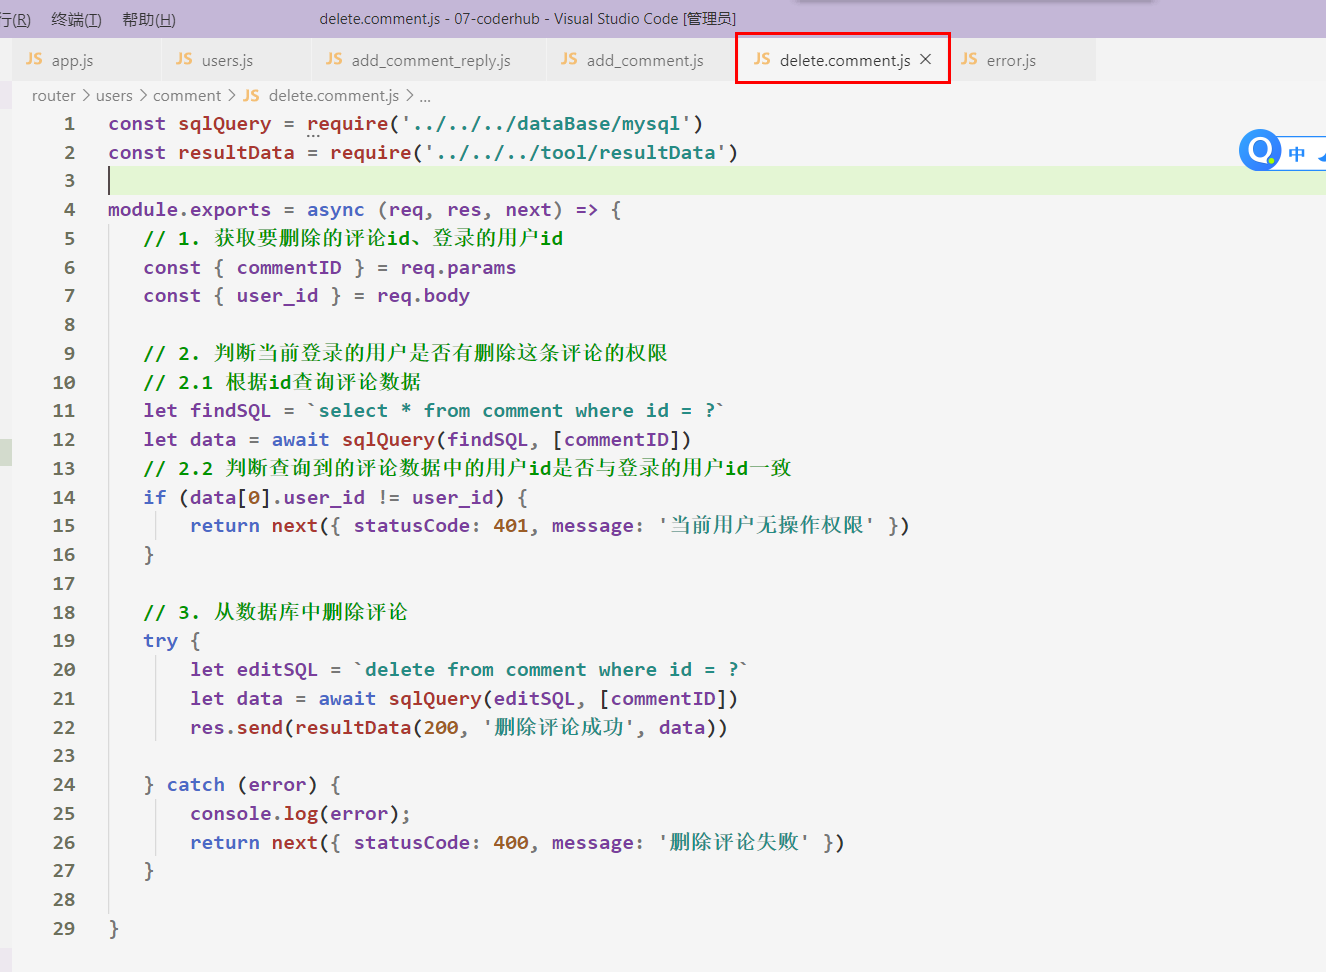 行(R) 终端(T) 帮助(H) delete.comment.js - 07-coderhub - Visual Studio Code [管理员]
JS app.js JS users.js JS add_comment_reply.js JS add_comment.js JS delete.comment.js × JS error.js
router > users > comment > JS delete.comment.js > ...
1 const sqlQuery = require('../../../dataBase/mysql')
2 const resultData = require('../../../tool/resultData')
3
4 module.exports = async (req, res, next) => {
5 // 1. 获取要删除的评论id、登录的用户id
6 const { commentID } = req.params
7 const { user_id } = req.body
8
9 // 2. 判断当前登录的用户是否有删除这条评论的权限
10 // 2.1 根据id查询评论数据
11 let findSQL = `select * from comment where id = ?`
12 let data = await sqlQuery(findSQL, [commentID])
13 // 2.2 判断查询到的评论数据中的用户id是否与登录的用户id一致
14 if (data[0].user_id != user_id) {
15 return next({ statusCode: 401, message: '当前用户无操作权限' })
16 }
17
18 // 3. 从数据库中删除评论
19 try {
20 let editSQL = `delete from comment where id = ?`
21 let data = await sqlQuery(editSQL, [commentID])
22 res.send(resultData(200, '删除评论成功', data))
23
24 } catch (error) {
25 console.log(error);
26 return next({ statusCode: 400, message: '删除评论失败' })
27 }
28
29 }
中